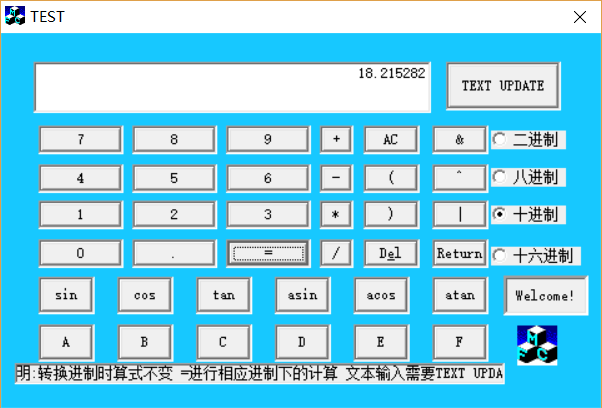 TEST
18.215282
TEXT UPDATE
7 8 9 + AC & 二进制
4 5 6 - ( ^ 八进制
1 2 3 * ) | 十进制
0 . = / Del Return 十六进制
sin cos tan asin acos atan Welcome!
A B C D E F
MFC
明:转换进制时算式不变 =进行相应进制下的计算 文本输入需要TEXT UPDA